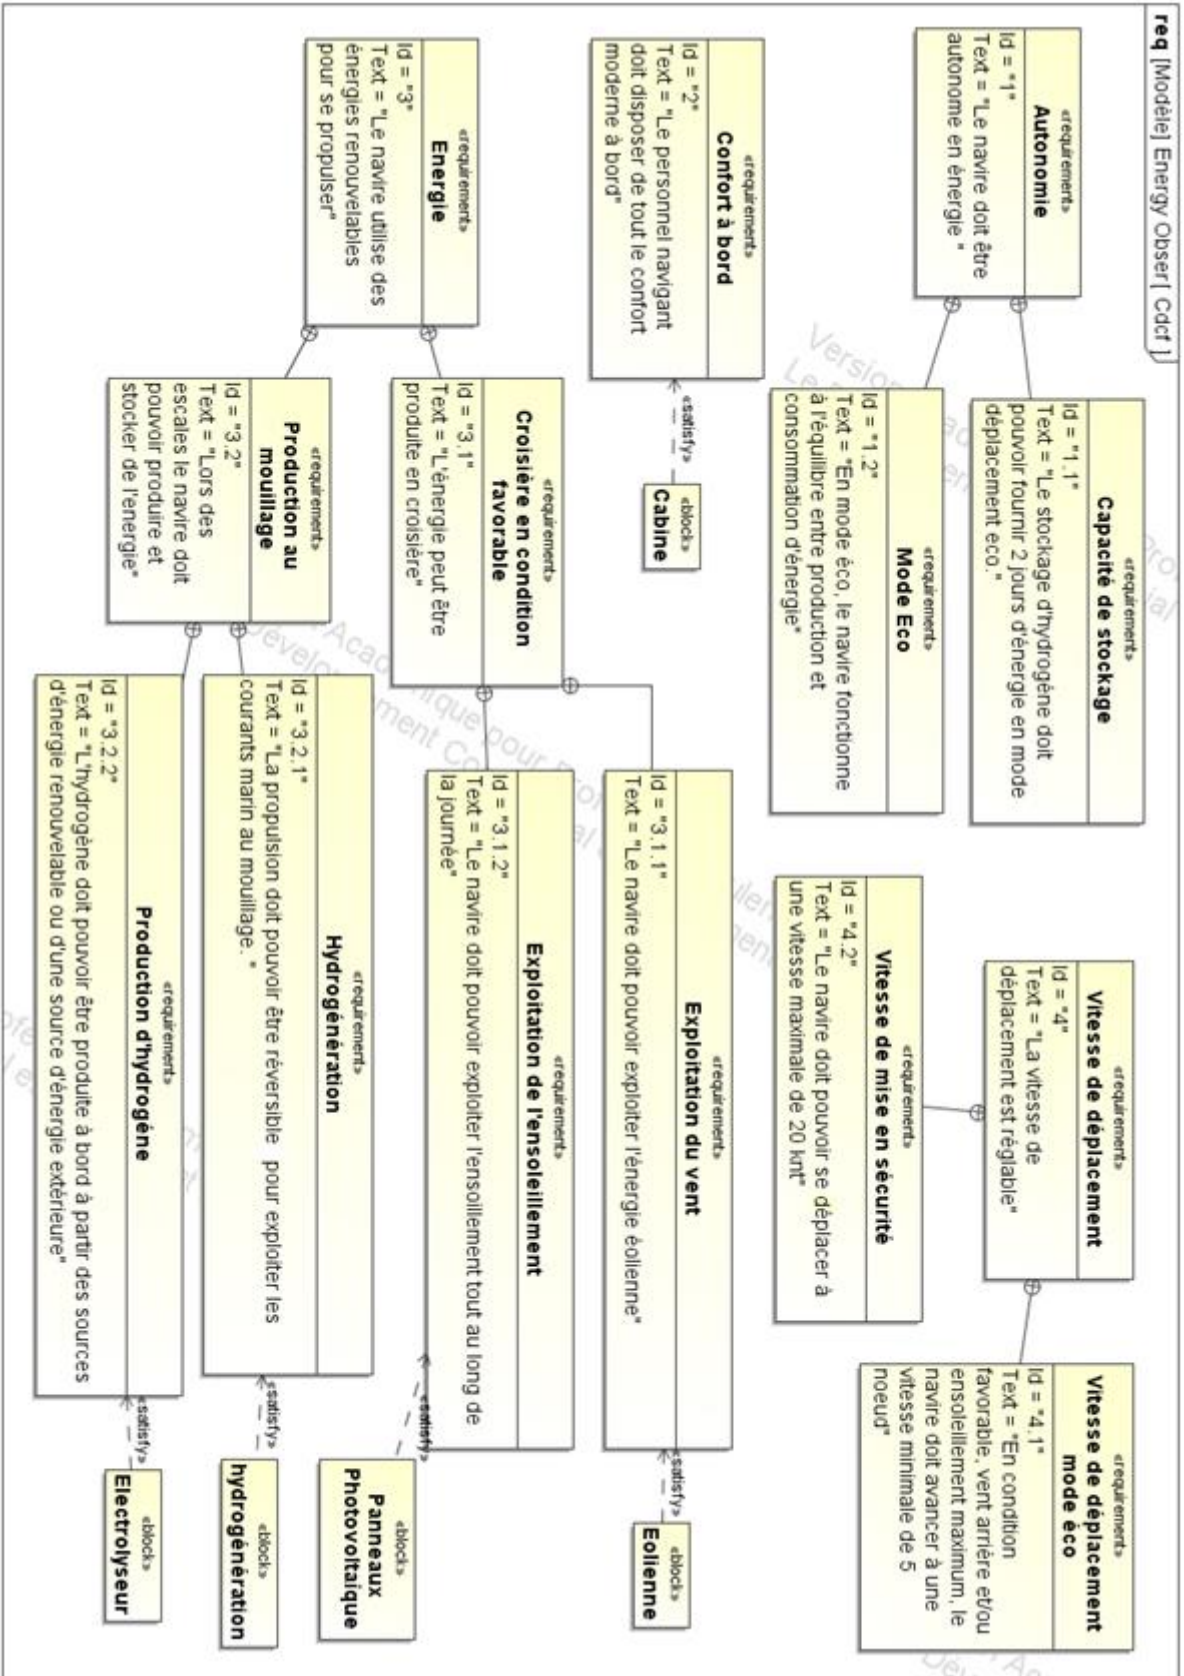 req [Modèle] Energy Obser[ Cdcf ]
«requirement»
Autonomie
Id = "1"
Text = "Le navire doit être
autonome en énergie "
«requirement»
Capacité de stockage
Id = "1.1"
Text = "Le stockage d'hydrogène doit
pouvoir fournir 2 jours d'énergie en mode
déplacement eco."
«requirement»
Mode Eco
Id = "1.2"
Text = "En mode éco, le navire fonctionne
à l'équilibre entre production et
consommation d'énergie"
«requirement»
Vitesse de déplacement
Id = "4"
Text = "La vitesse de
déplacement est réglable"
«requirement»
Vitesse de mise en sécurité
Id = "4.2"
Text = "Le navire doit pouvoir se déplacer à
une vitesse maximale de 20 knt"
«requirement»
Vitesse de déplacement
mode éco
Id = "4.1"
Text = "En condition
favorable, vent arrière et/ou
ensoleillement maximum, le
navire doit avancer à une
vitesse minimale de 5
noeud"
«requirement»
Confort à bord
Id = "2"
Text = "Le personnel navigant
doit disposer de tout le confort
moderne à bord"
«satisfy»
«block»
Cabine
«requirement»
Energie
Id = "3"
Text = "Le navire utilise des
énergies renouvelables
pour se propulser"
«requirement»
Croisière en condition
favorable
Id = "3.1"
Text = "L'énergie peut être
produite en croisière"
«requirement»
Exploitation du vent
Id = "3.1.1"
Text = "Le navire doit pouvoir exploiter l'énergie éolienne"
«satisfy»
«block»
Eolienne
«requirement»
Exploitation de l'ensoleillement
Id = "3.1.2"
Text = "Le navire doit pouvoir exploiter l'ensoillement tout au long de
la journée"
«satisfy»
«block»
Panneaux
Photovoltaique
«requirement»
Production au
mouillage
Id = "3.2"
Text = "Lors des
escales le navire doit
pouvoir produire et
stocker de l'energie"
«requirement»
Hydrogénération
Id = "3.2.1"
Text = "La propulsion doit pouvoir être réversible pour exploiter les
courants marin au mouillage. "
«satisfy»
«block»
hydrogénération
«requirement»
Production d'hydrogéne
Id = "3.2.2"
Text = "L'hydrogène doit pouvoir être produite à bord à partir des sources
d'énergie renouvelable ou d'une source d'énergie extérieure"
«satisfy»
«block»
Electrolyseur